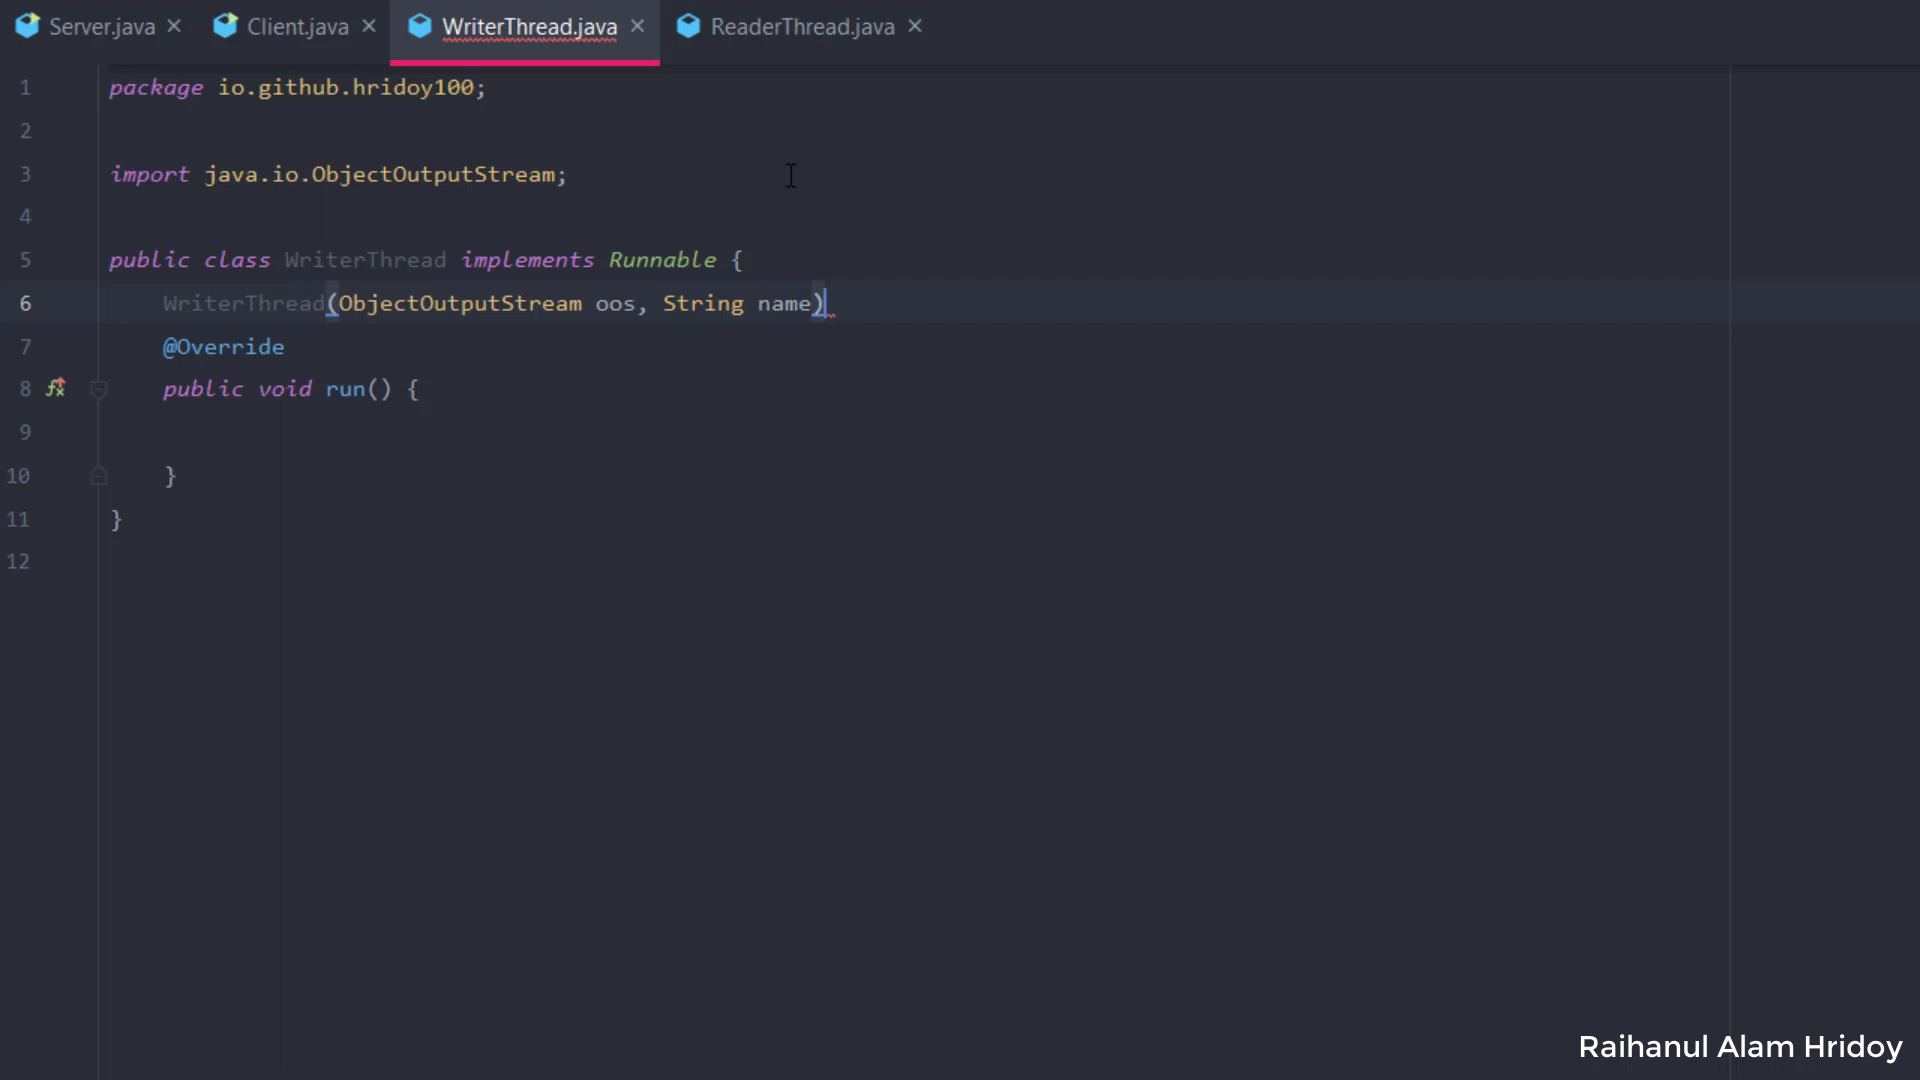 Server.java Client.java WriterThread.java ReaderThread.java
1 package io.github.hridoy100;
2
3 import java.io.ObjectOutputStream;
4
5 public class WriterThread implements Runnable {
6 WriterThread(ObjectOutputStream oos, String name)
7 @Override
8 public void run() {
9
10 }
11 }
12
Raihanul Alam Hridoy